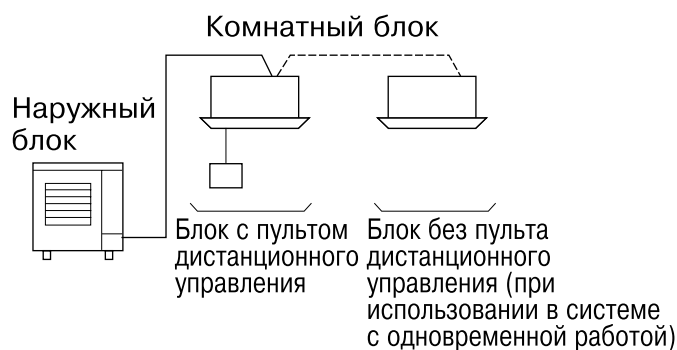 Комнатный блок
Наружный
блок
Блок с пультом
дистанционного
управления
Блок без пульта
дистанционного
управления (при
использовании в системе
с одновременной работой)